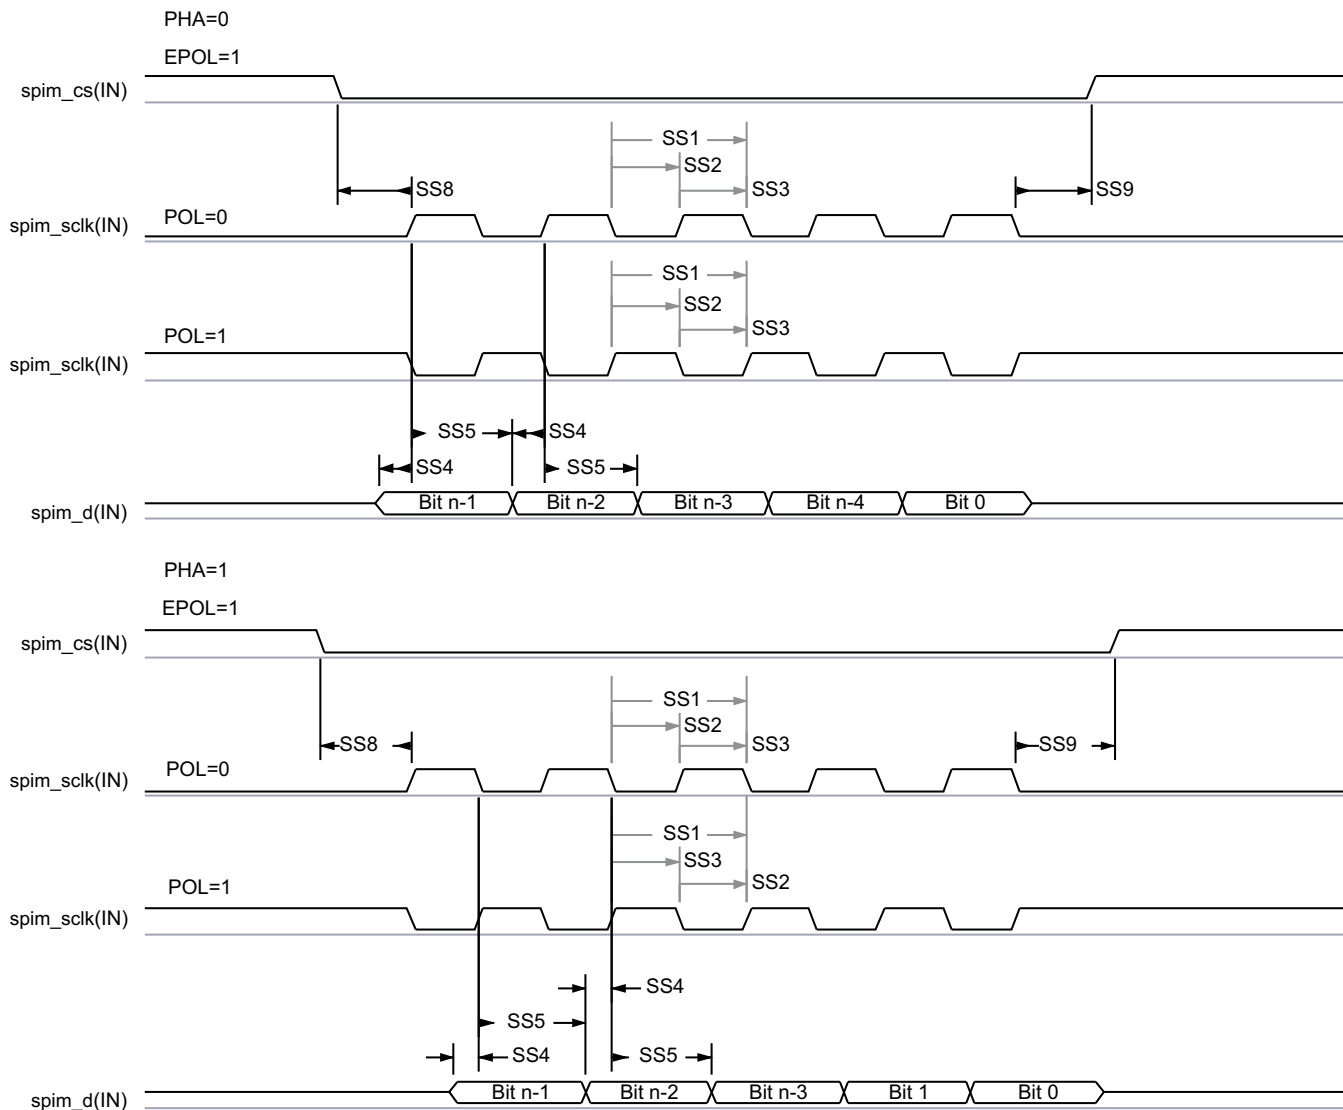 PHA=0
EPOL=1
spim_cs(IN)
SS1
SS2
SS8
SS3
SS9
POL=0
spim_sclk(IN)
SS1
SS2
SS3
POL=1
spim_sclk(IN)
SS5
SS4
SS4
SS5
Bit n-1
Bit n-2
Bit n-3
Bit n-4
Bit 0
spim_d(IN)
PHA=1
EPOL=1
spim_cs(IN)
SS1
SS2
SS8
SS3
SS9
POL=0
spim_sclk(IN)
SS1
SS3
SS2
POL=1
spim_sclk(IN)
SS4
SS5
SS4
SS5
Bit n-1
Bit n-2
Bit n-3
Bit 1
Bit 0
spim_d(IN)